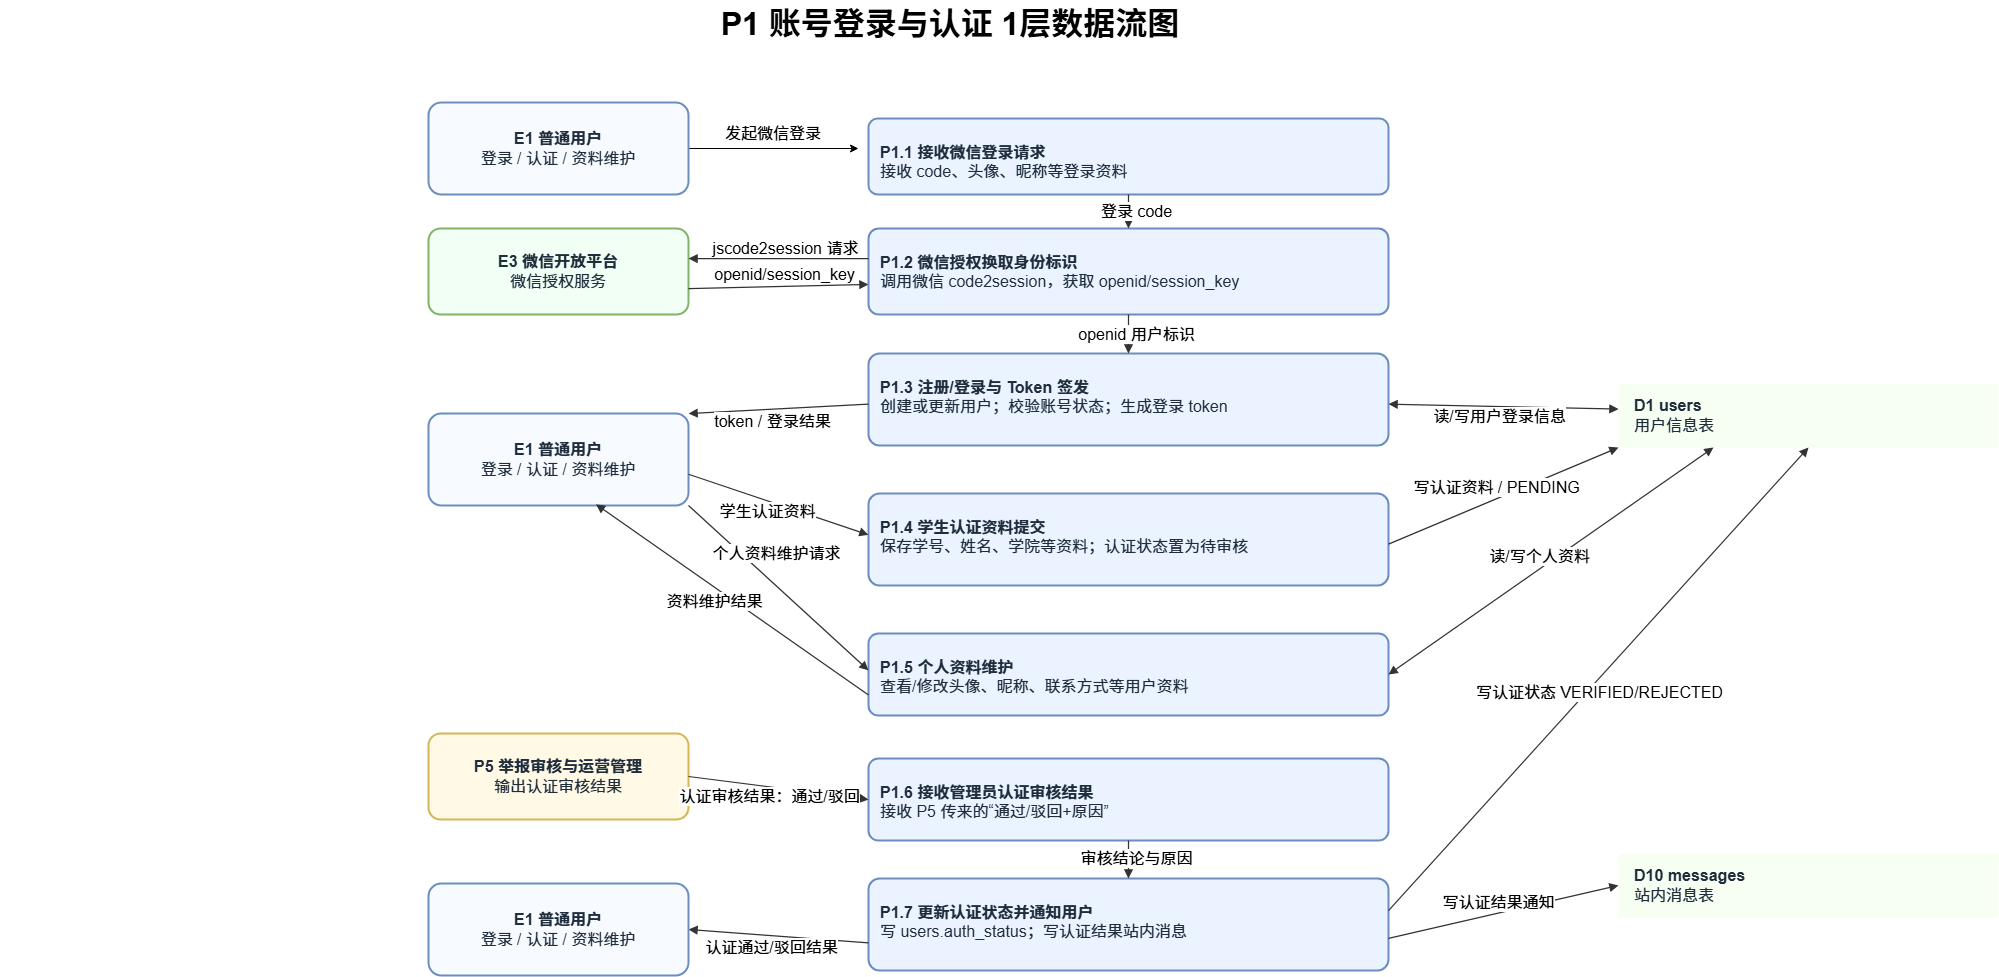 P1 账号登录与认证 1层数据流图
E1 普通用户
登录 / 认证 / 资料维护
发起微信登录
P1.1 接收微信登录请求
接收 code、头像、昵称等登录资料
登录 code
E3 微信开放平台
微信授权服务
jscode2session 请求
openid/session_key
P1.2 微信授权换取身份标识
调用微信 code2session，获取 openid/session_key
openid 用户标识
P1.3 注册/登录与 Token 签发
创建或更新用户；校验账号状态；生成登录 token
token / 登录结果
读/写用户登录信息
D1 users
用户信息表
E1 普通用户
登录 / 认证 / 资料维护
学生认证资料
P1.4 学生认证资料提交
保存学号、姓名、学院等资料；认证状态置为待审核
写认证资料 / PENDING
个人资料维护请求
读/写个人资料
资料维护结果
P1.5 个人资料维护
查看/修改头像、昵称、联系方式等用户资料
写认证状态 VERIFIED/REJECTED
P5 举报审核与运营管理
输出认证审核结果
认证审核结果：通过/驳回
P1.6 接收管理员认证审核结果
接收 P5 传来的“通过/驳回+原因”
审核结论与原因
P1.7 更新认证状态并通知用户
写 users.auth_status；写认证结果站内消息
写认证结果通知
D10 messages
站内消息表
E1 普通用户
登录 / 认证 / 资料维护
认证通过/驳回结果